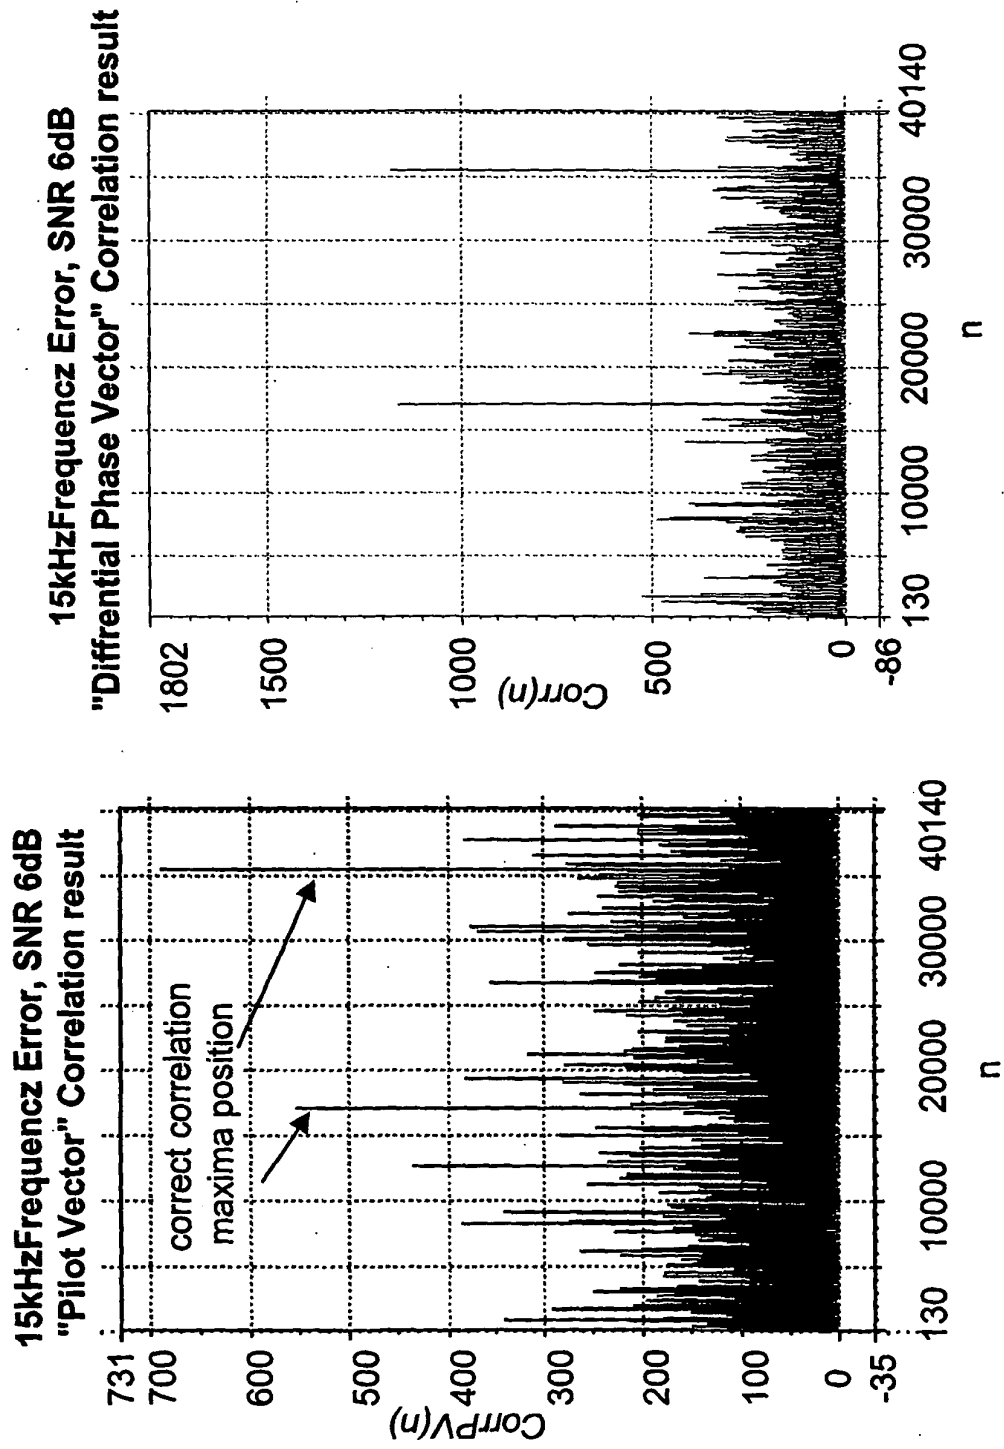 15kHzFrequencz Error, SNR 6dB
"Pilot Vector" Correlation result
731
700
600
500
400
300
200
100
0
-35
CorrPV(n)
correct correlation
maxima position
130
10000
20000
30000
40140
n
15kHzFrequencz Error, SNR 6dB
"Diffrential Phase Vector" Correlation result
1802
1500
1000
500
0
-86
Corr(n)
130
10000
20000
30000
40140
n